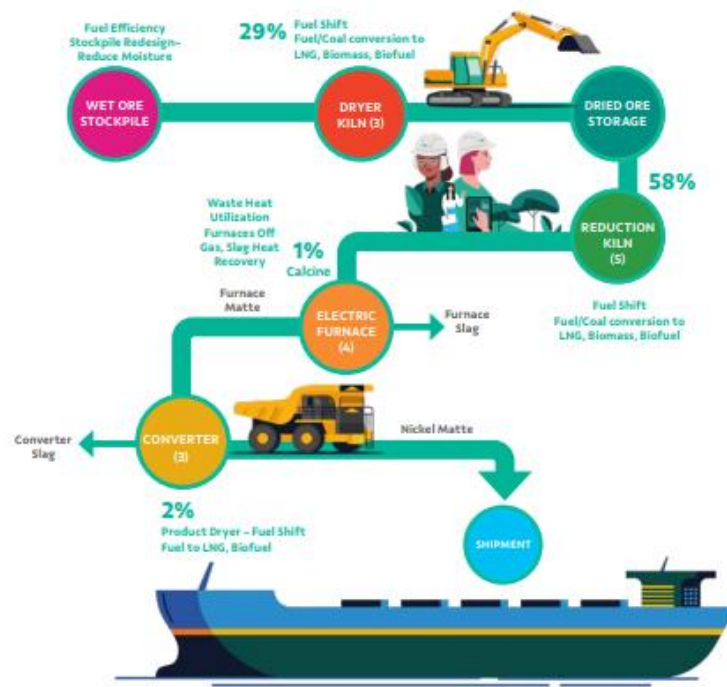 Fuel Efficiency
Stockpile Redesign–
Reduce Moisture
29%
Fuel Shift
Fuel/Coal conversion to
LNG, Biomass, Biofuel
WET ORE
STOCKPILE
DRYER
KILN (3)
DRIED ORE
STORAGE
58%
REDUCTION
KILN
(5)
Fuel Shift
Fuel/Coal conversion to
LNG, Biomass, Biofuel
Waste Heat
Utilization
Furnaces Off
Gas, Slag Heat
Recovery
1%
Calcine
Furnace
Matte
ELECTRIC
FURNACE
(4)
Furnace
Slag
Converter
Slag
CONVERTER
(3)
Nickel Matte
2%
Product Dryer – Fuel Shift
Fuel to LNG, Biofuel
SHIPMENT